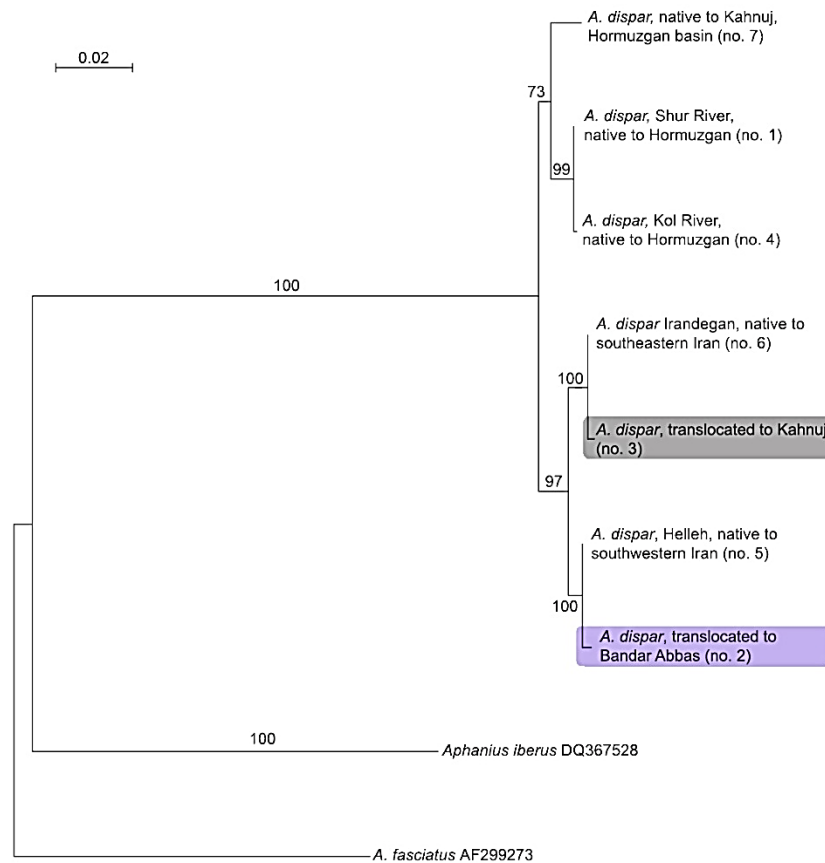 0.02
A. dispar, native to Kahnuj,
Hormuzgan basin (no. 7)
73
A. dispar, Shur River,
native to Hormuzgan (no. 1)
99
A. dispar, Kol River,
native to Hormuzgan (no. 4)
100
A. dispar Irandegan, native to
southeastern Iran (no. 6)
100
A. dispar, translocated to Kahnuj
(no. 3)
97
A. dispar, Helleh, native to
southwestern Iran (no. 5)
100
A. dispar, translocated to
Bandar Abbas (no. 2)
100
Aphanius iberus DQ367528
A. fasciatus AF299273